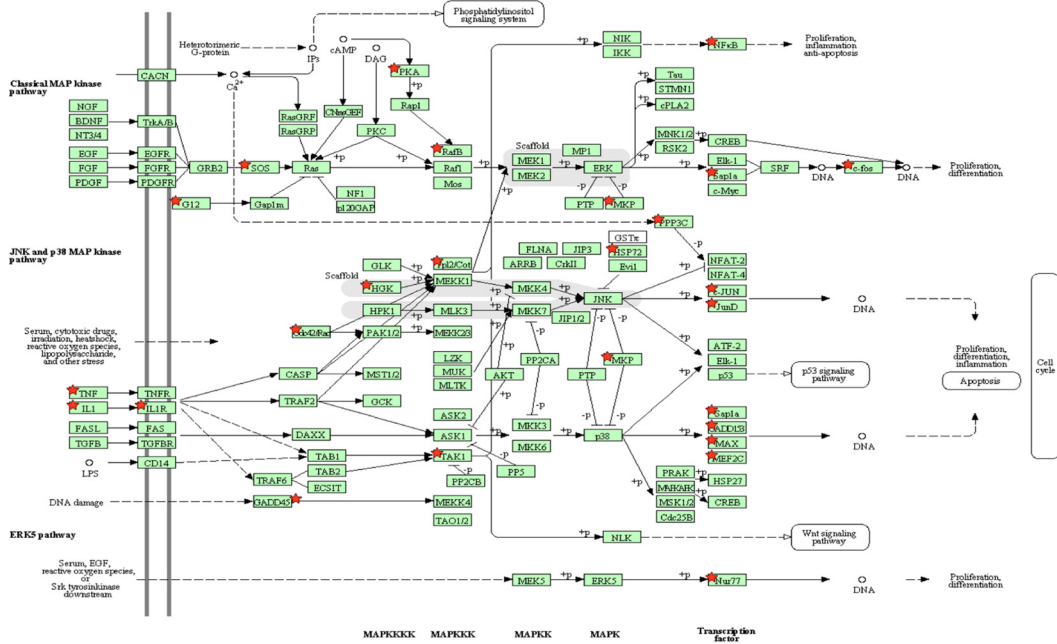 Phosphatidylinositol
signaling system
Heterotorimeric
G-protein
IP3
cAMP
DAG
NIK
IKK
+p
NFκB
Proliferation,
inflammation
anti-apoptosis
Classical MAP kinase
pathway
CACN
Ca2+
PKA
+p
Rap1
Tau
STMN1
cPLA2
+p
NGF
BDNF
NT3/4
TrkA/B
RasGRF
RasGRP
CNrasGEF
PKC
RafB
Scaffold
MP1
MNK1/2
RSK2
CREB
EGF
FGF
PDGF
EGFR
FGFR
PDGFR
GRB2
SOS
Ras
+p
Raf1
Mos
+p
MEK1
MEK2
+p
ERK
+p
Elk-1
Sap1a
c-Myc
SRF
DNA
c-fos
DNA
Proliferation,
differentiation
G12
Gap1m
NF1
p120GAP
+p
-p
-p
PTP
MKP
PPP3C
-p
JNK and p38 MAP kinase
pathway
GSTπ
HSP72
Evi1
FLNA
JIP3
ARRB
CrkII
NFAT-2
NFAT-4
Scaffold
GLK
HGK
HPK1
Tpl2/Cot
MEKK1
MLK3
MEKK2/3
+p
+p
MKK4
MKK7
+p
+p
JNK
JIP1/2
+p
c-JUN
JunD
DNA
Cdc42/Rac
PAK1/2
Serum, cytotoxic drugs,
irradiation, heatshock,
reactive oxygen species,
lipopolysaccharide,
and other stress
LZK
MUK
MLTK
AKT
PP2CA
-p
-p
PTP
MKP
+p
ATF-2
Elk-1
p53
p53 signaling
pathway
Proliferation,
differentiation,
inflammation
Apoptosis
Cell
cycle
CASP
MST1/2
TNF
IL1
TNFR
IL1R
TRAF2
GCK
+p
-p
-p
-p
FASL
TGFB
FAS
TGFBR
DAXX
ASK2
ASK1
+p
+p
MKK3
MKK6
+p
p38
+p
Sap1a
GADD153
MAX
MEF2C
DNA
LPS
CD14
TAB1
TAB2
ECSIT
TRAF6
TAK1
-p
PP2CB
-p
PP5
+p
PRAK
MAPKAPK
MSK1/2
Cdc25B
+p
+p
HSP27
CREB
DNA damage
GADD45
MEKK4
TAO1/2
ERK5 pathway
+p
NLK
Wnt signaling
pathway
Serum, EGF,
reactive oxygen species,
or
Srk tyrosinkinase
downstream
MEK5
+p
ERK5
+p
Nur77
DNA
Proliferation,
differentiation
MAPKKKK
MAPKKK
MAPKK
MAPK
Transcription
factor